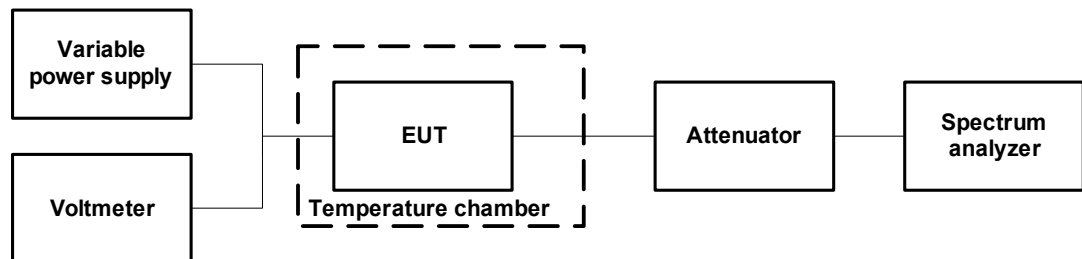 Variable
power supply
EUT
Attenuator
Spectrum
analyzer
Voltmeter
Temperature chamber